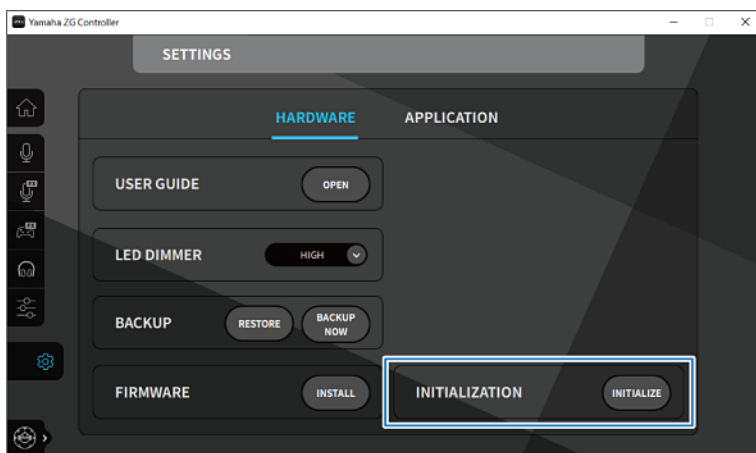 Yamaha ZG Controller
SETTINGS
HARDWARE APPLICATION
USER GUIDE OPEN
LED DIMMER HIGH
BACKUP RESTORE BACKUP NOW
FIRMWARE INSTALL INITIALIZATION INITIALIZE